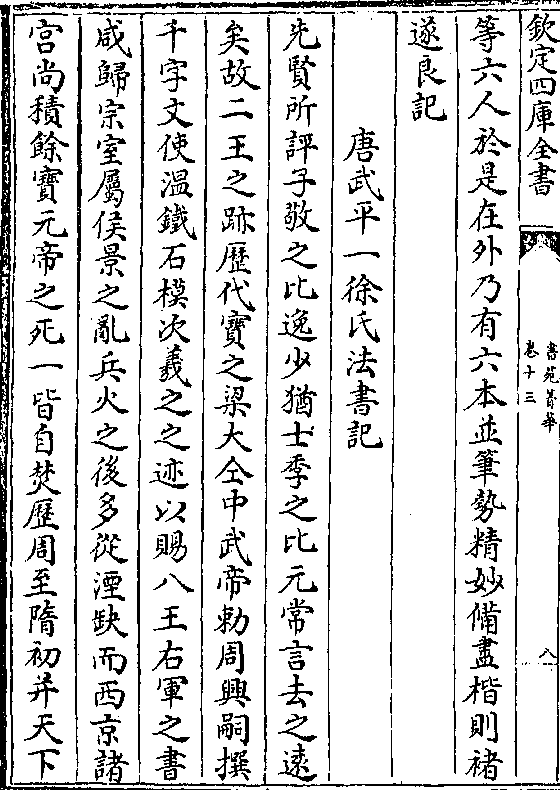 欽定四庫全書
書苑菁華
卷十三
八
等六人於是在外乃有六本並筆勢精妙備盡楷則褚
遂良記
唐武平一徐氏法書記
先賢所評子敬之比逸少猶士季之比元常言去之遠
矣故二王之跡歷代寶之梁大仝中武帝勅周興嗣撰
千字文使溫鐵石模次羲之之迹以賜八王右軍之書
咸歸宗室屬侯景之亂兵火之後多從湮缺而西京諸
宮尚積餘寶元帝之死一皆自焚歷周至隋初并天下